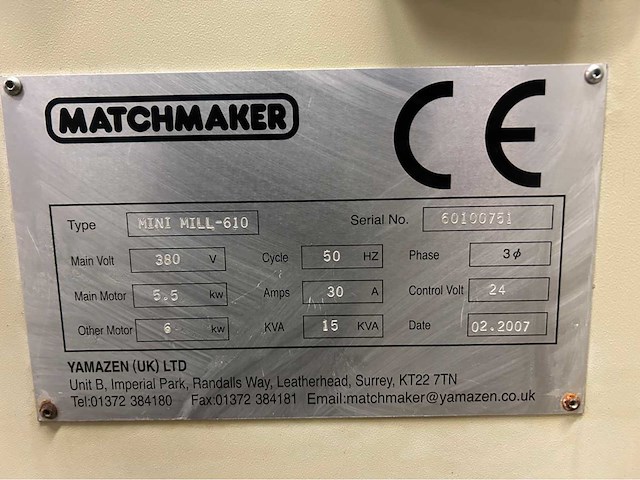 MATCHMAKER CE
Type MINI MILL-610 Serial No. 60100751
Main Volt 380 V Cycle 50 HZ Phase 3ø
Main Motor 5.5 kw Amps 30 A Control Volt 24
Other Motor 6 kw KVA 15 KVA Date 02.2007
YAMAZEN (UK) LTD
Unit B, Imperial Park, Randalls Way, Leatherhead, Surrey, KT22 7TN
Tel:01372 384180 Fax:01372 384181 Email:matchmaker@yamazen.co.uk